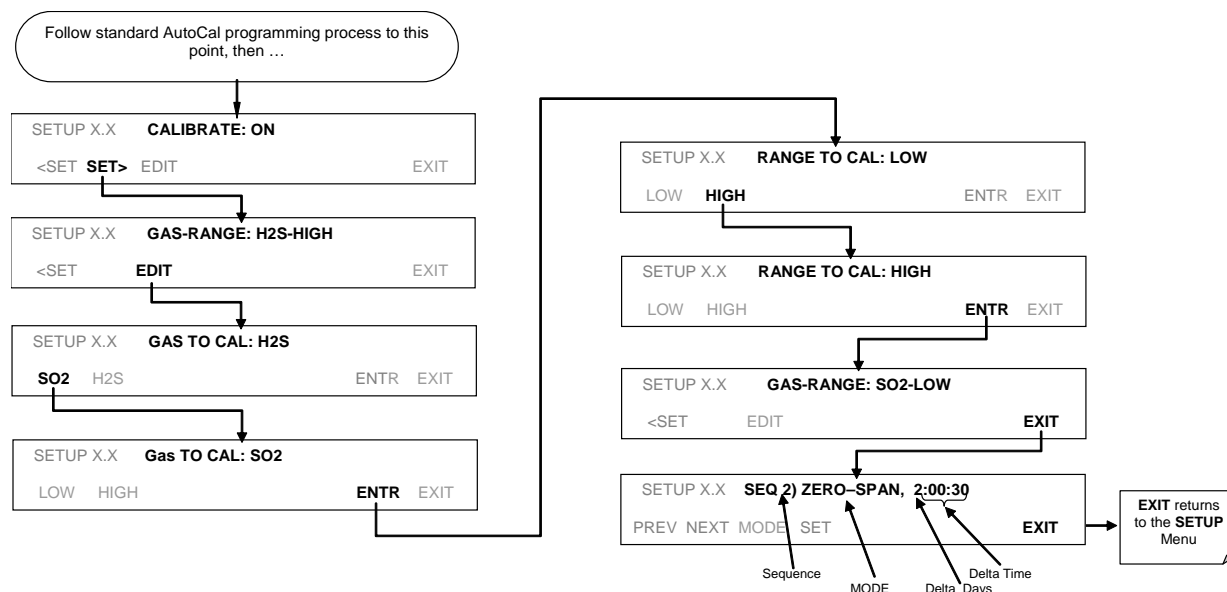 Follow standard AutoCal programming process to this
point, then …
SETUP X.X CALIBRATE: ON
<SET SET> EDIT EXIT
SETUP X.X GAS-RANGE: H2S-HIGH
<SET EDIT EXIT
SETUP X.X GAS TO CAL: H2S
SO2 H2S ENTR EXIT
SETUP X.X Gas TO CAL: SO2
LOW HIGH ENTR EXIT
SETUP X.X RANGE TO CAL: LOW
LOW HIGH ENTR EXIT
SETUP X.X RANGE TO CAL: HIGH
LOW HIGH ENTR EXIT
SETUP X.X GAS-RANGE: SO2-LOW
<SET EDIT EXIT
SETUP X.X SEQ 2) ZERO–SPAN, 2:00:30
PREV NEXT MODE SET EXIT
Sequence
MODE
Delta Days
Delta Time
EXIT returns
to the SETUP
Menu